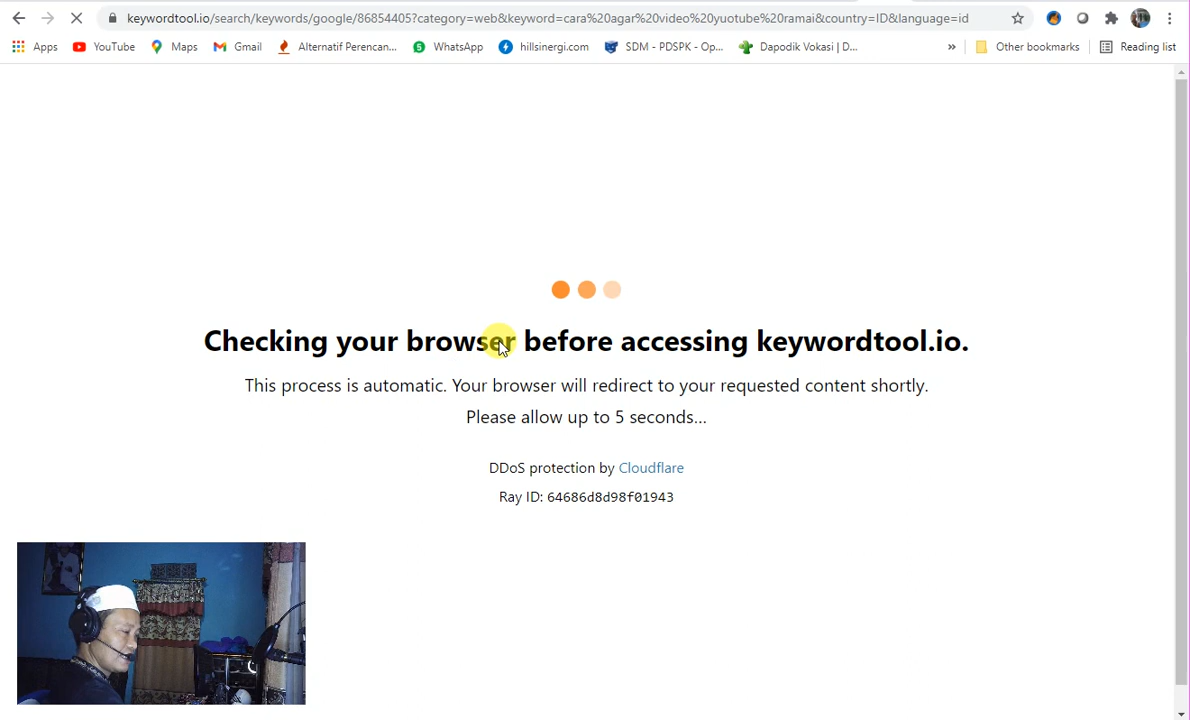 keywordtool.io/search/keywords/google/86854405?category=web&keyword=cara%20agar%20video%20yuotube%20ramai&country=ID&language=id
Apps YouTube Maps Gmail Alternatif Perencan... WhatsApp hillsinergi.com SDM - PDSPK - Op... Dapodik Vokasi | D... » Other bookmarks Reading list
Checking your browser before accessing keywordtool.io.
This process is automatic. Your browser will redirect to your requested content shortly.
Please allow up to 5 seconds...
DDoS protection by Cloudflare
Ray ID: 64686d8d98f01943